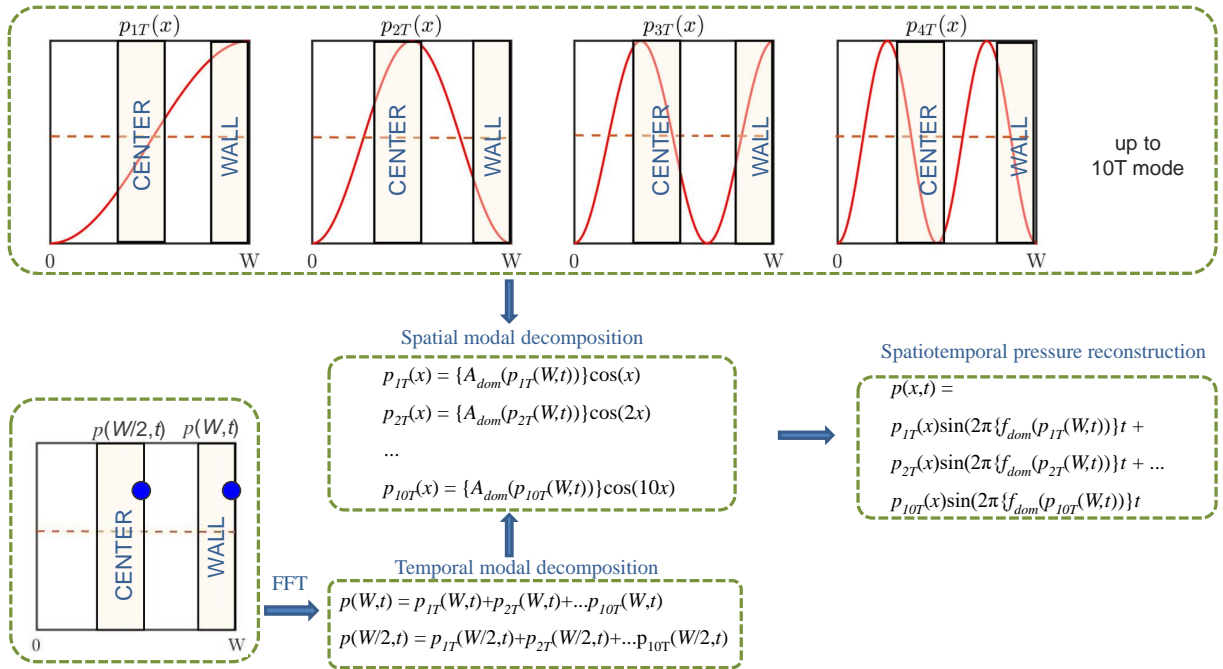 p1T(x)
p2T(x)
p3T(x)
p4T(x)
CENTER
WALL
CENTER
WALL
CENTER
WALL
CENTER
WALL
up to
10T mode
0
W
0
W
0
W
0
W
Spatial modal decomposition
p1T(x) = {Adom(p1T(W,t))}cos(x)
p2T(x) = {Adom(p2T(W,t))}cos(2x)
...
p10T(x) = {Adom(p10T(W,t))}cos(10x)
Spatiotemporal pressure reconstruction
p(x,t) =
p1T(x)sin(2π{fdom(p1T(W,t))}t +
p2T(x)sin(2π{fdom(p2T(W,t))}t + ...
p10T(x)sin(2π{fdom(p10T(W,t))}t
p(W/2,t)
p(W,t)
CENTER
WALL
0
W
FFT
Temporal modal decomposition
p(W,t) = p1T(W,t)+p2T(W,t)+...p10T(W,t)
p(W/2,t) = p1T(W/2,t)+p2T(W/2,t)+...p10T(W/2,t)